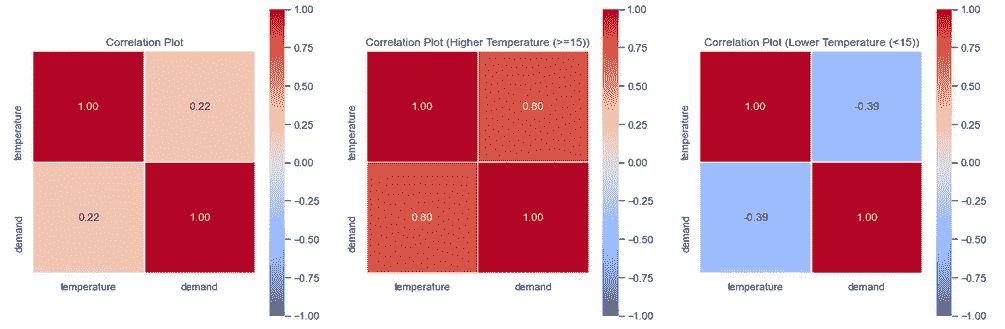 Correlation Plot
temperature
demand
1.00
0.22
0.22
1.00
temperature
demand
1.00
0.75
0.50
0.25
0.00
−0.25
−0.50
−0.75
−1.00
Correlation Plot (Higher Temperature (>=15))
temperature
demand
1.00
0.80
0.80
1.00
temperature
demand
1.00
0.75
0.50
0.25
0.00
−0.25
−0.50
−0.75
−1.00
Correlation Plot (Lower Temperature (<15))
temperature
demand
1.00
-0.39
-0.39
1.00
temperature
demand
1.00
0.75
0.50
0.25
0.00
−0.25
−0.50
−0.75
−1.00